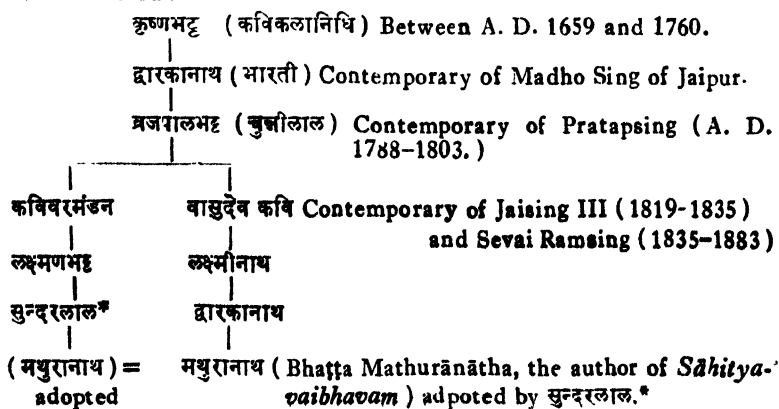 कृष्णभट्ट (कविकलानिधि) Between A. D. 1659 and 1760.
द्वारकानाथ (भारती) Contemporary of Madho Sing of Jaipur.
व्रजपालभट्ट (चुन्नीलाल) Contemporary of Pratapsing (A. D.
1788-1803.)
कविवरमंडन वासुदेव कवि Contemporary of Jaising III (1819-1835)
and Sevai Ramsing (1835-1883)
लक्ष्मणभट्ट लक्ष्मीनाथ
सुन्दरलाल* द्वारकानाथ
(मथुरानाथ) = मथुरानाथ (Bhaṭṭa Mathurānātha, the author of Sāhitya-
adopted vaibhavam) adpoted by सुन्दरलाल.*